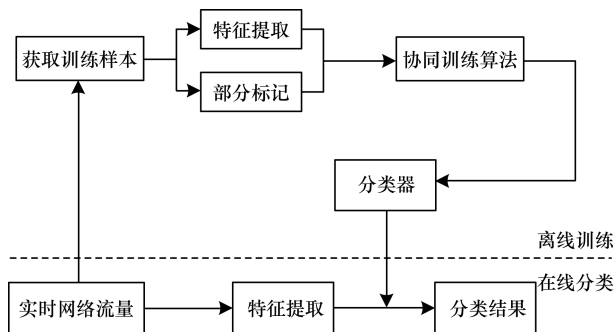 特征提取
获取训练样本
协同训练算法
部分标记
分类器
离线训练
在线分类
实时网络流量
特征提取
分类结果